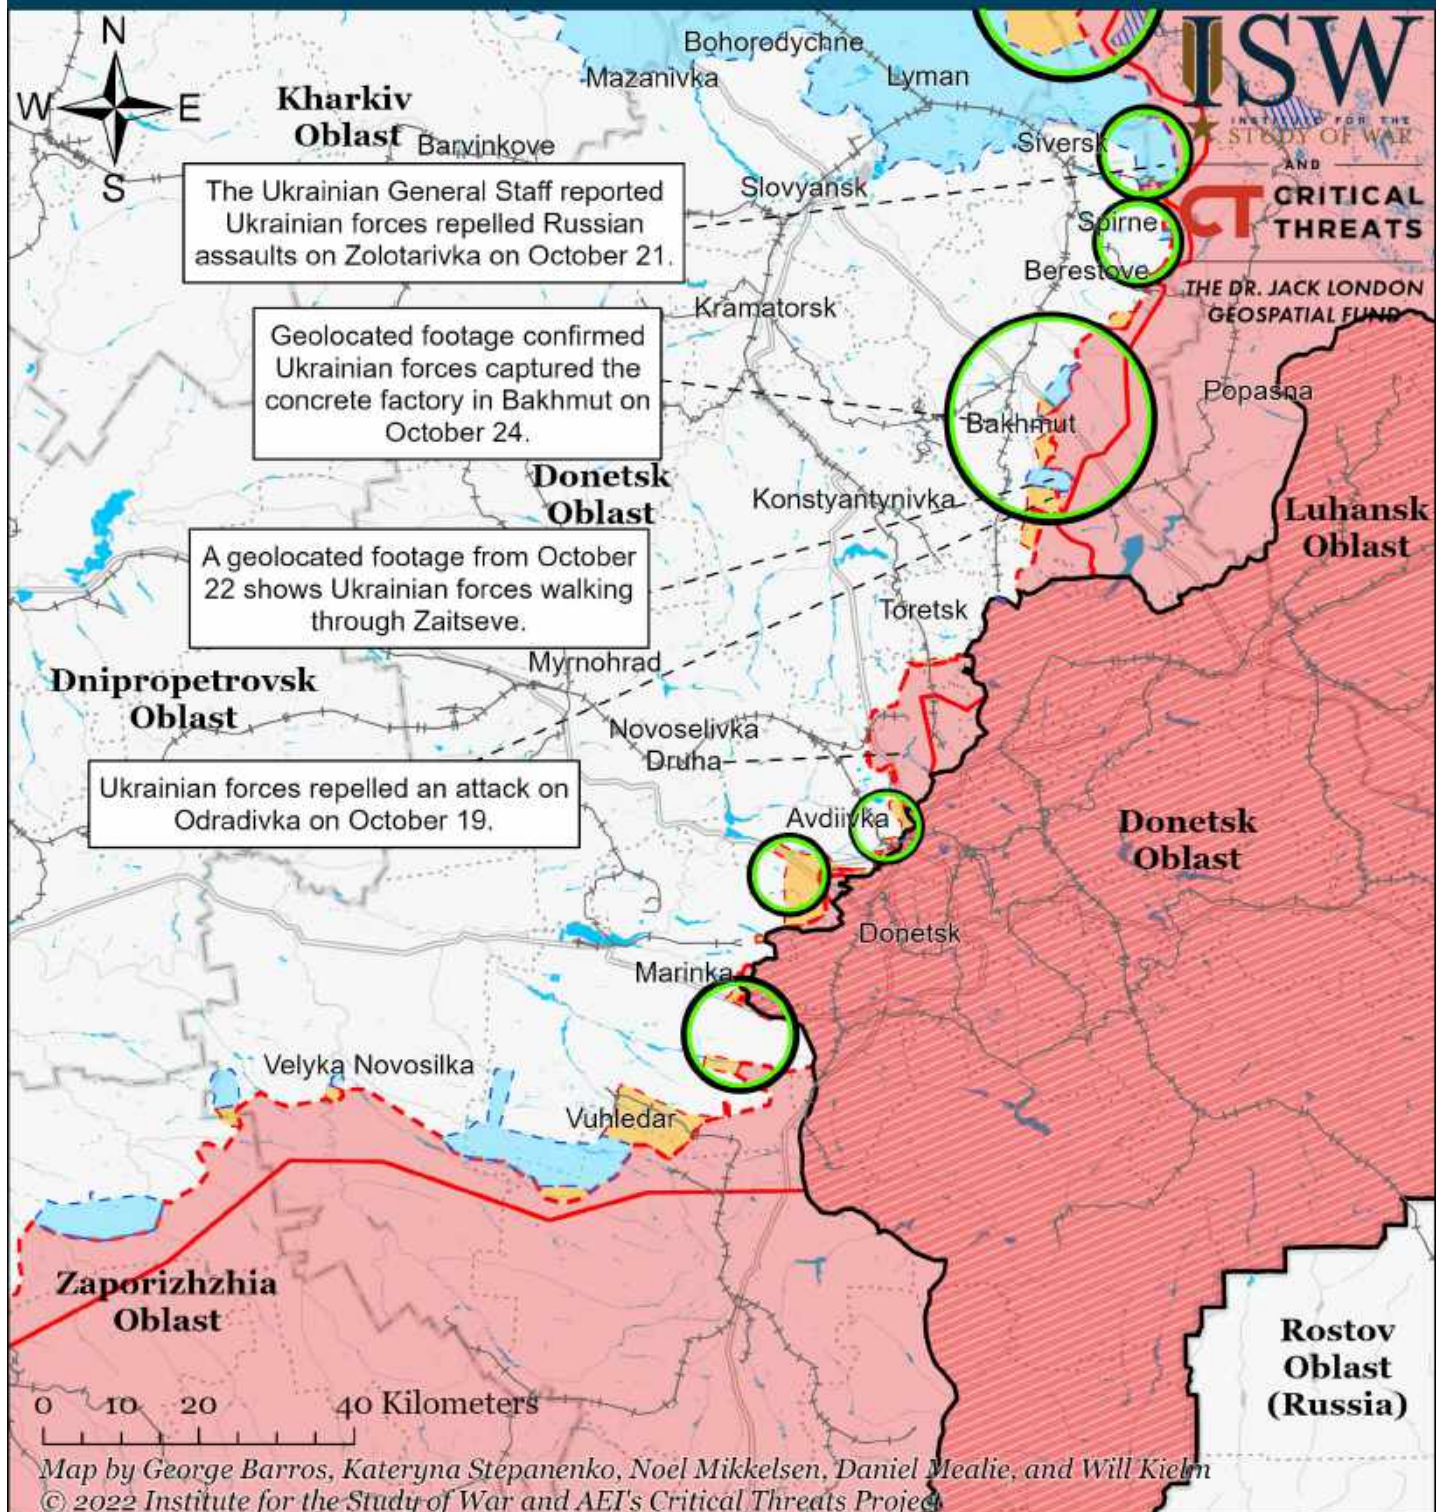 N
W
E
S
Bohorodychne
Mazanivka
Lyman
ISW
INSTITUTE FOR THE
STUDY OF WAR
AND
CT CRITICAL
THREATS
THE DR. JACK LONDON
GEOSPATIAL FUND
Kharkiv
Oblast
Barvinkove
Siversk
The Ukrainian General Staff reported
Ukrainian forces repelled Russian
assaults on Zolotarivka on October 21.
Slovyansk
Spirne
Berestove
Kramatorsk
Geolocated footage confirmed
Ukrainian forces captured the
concrete factory in Bakhmut on
October 24.
Popasna
Bakhmut
Donetsk
Oblast
Konstyantynivka
Luhansk
Oblast
A geolocated footage from October
22 shows Ukrainian forces walking
through Zaitseve.
Toretsk
Myrnohrad
Dnipropetrovsk
Oblast
Novoselivka
Druha
Ukrainian forces repelled an attack on
Odradivka on October 19.
Avdiivka
Donetsk
Oblast
Donetsk
Marinka
Velyka Novosilka
Vuhledar
Zaporizhzhia
Oblast
Rostov
Oblast
(Russia)
0 10 20 40 Kilometers
Map by George Barros, Kateryna Stepanenko, Noel Mikkelsen, Daniel Mealie, and Will Kielm
© 2022 Institute for the Study of War and AEI's Critical Threats Project